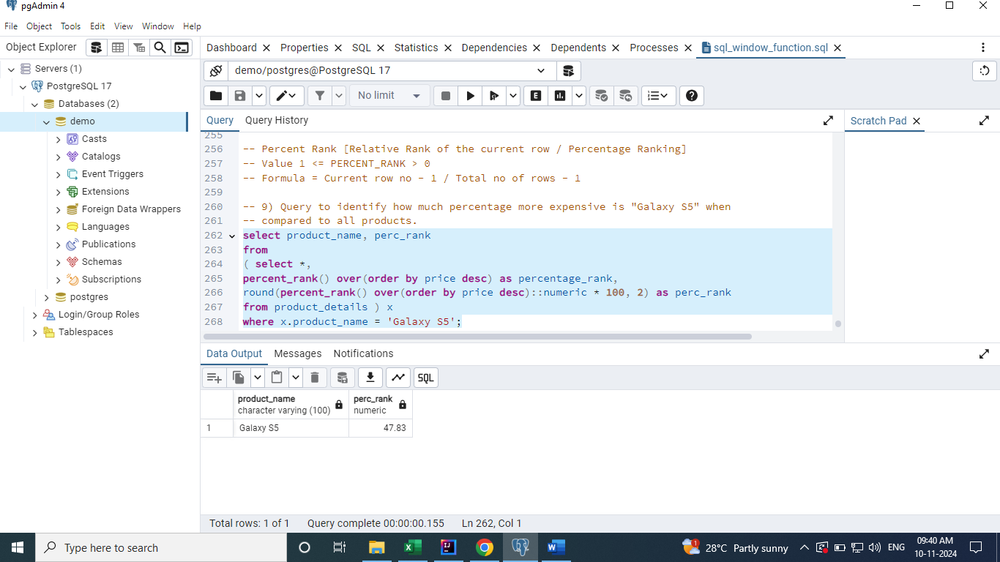 pgAdmin 4
File Object Tools Edit View Window Help
Object Explorer
Dashboard Properties SQL Statistics Dependencies Dependents Processes sql_window_function.sql
Servers (1)
PostgreSQL 17
Databases (2)
demo
Casts
Catalogs
Event Triggers
Extensions
Foreign Data Wrappers
Languages
Publications
Schemas
Subscriptions
postgres
Login/Group Roles
Tablespaces
demo/postgres@PostgreSQL 17
No limit
E
Query Query History
Scratch Pad
255
256 -- Percent Rank [Relative Rank of the current row / Percentage Ranking]
257 -- Value 1 <= PERCENT_RANK > 0
258 -- Formula = Current row no - 1 / Total no of rows - 1
259
260 -- 9) Query to identify how much percentage more expensive is "Galaxy S5" when
261 -- compared to all products.
262 select product_name, perc_rank
263 from
264 ( select *,
265 percent_rank() over(order by price desc) as percentage_rank,
266 round(percent_rank() over(order by price desc)::numeric * 100, 2) as perc_rank
267 from product_details ) x
268 where x.product_name = 'Galaxy S5';
Data Output Messages Notifications
SQL
product_name perc_rank
character varying (100) numeric
1 Galaxy S5 47.83
Total rows: 1 of 1 Query complete 00:00:00.155 Ln 262, Col 1
Type here to search
1 28°C Partly sunny ENG 09:40 AM
10-11-2024